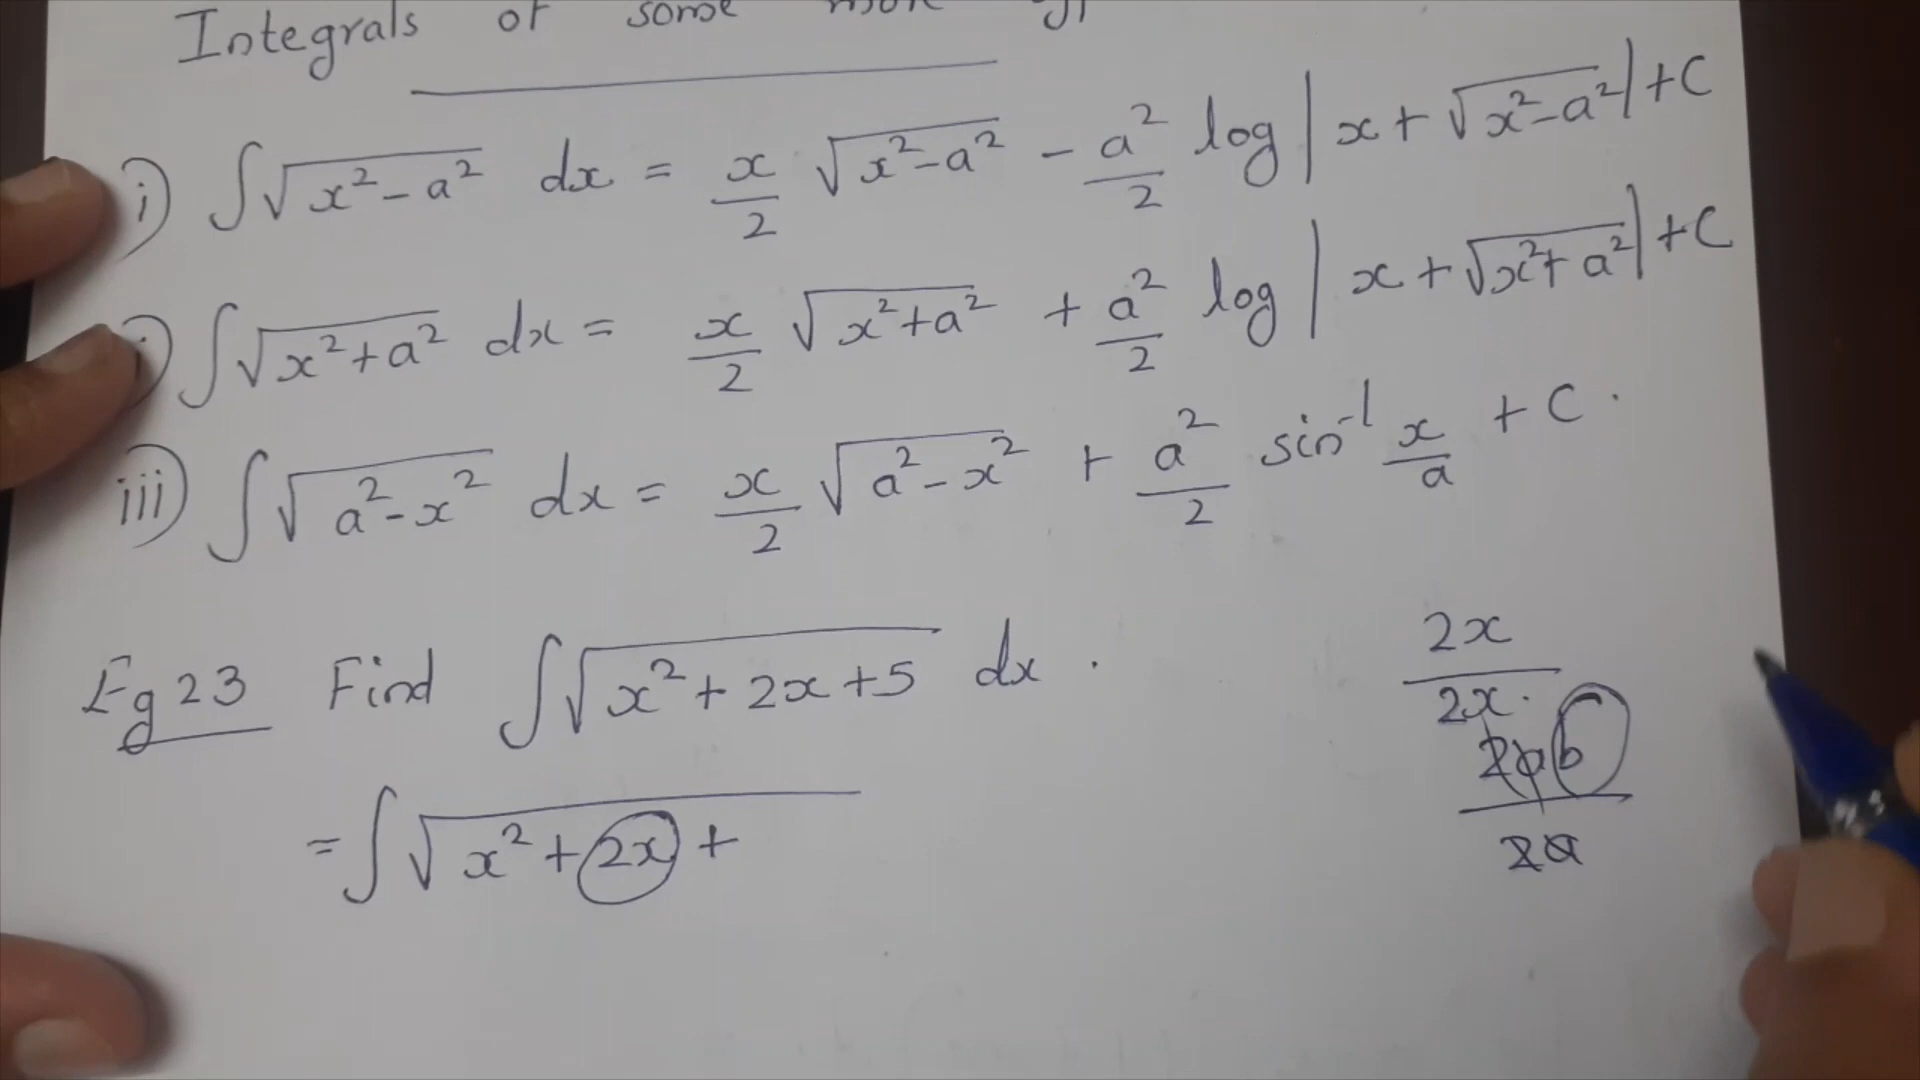 Integrals of some more
i) ∫√(x²-a²) dx = x/2 √(x²-a²) - a²/2 log|x+√(x²-a²)|+C
) ∫√(x²+a²) dx = x/2 √(x²+a²) + a²/2 log|x+√(x²+a²)|+C
iii) ∫√(a²-x²) dx = x/2 √(a²-x²) + a²/2 sin⁻¹ x/a + C.
Eg 23 Find ∫√(x²+2x+5) dx.
= ∫√(x²+2x+
2x/2x.
2ab/2a